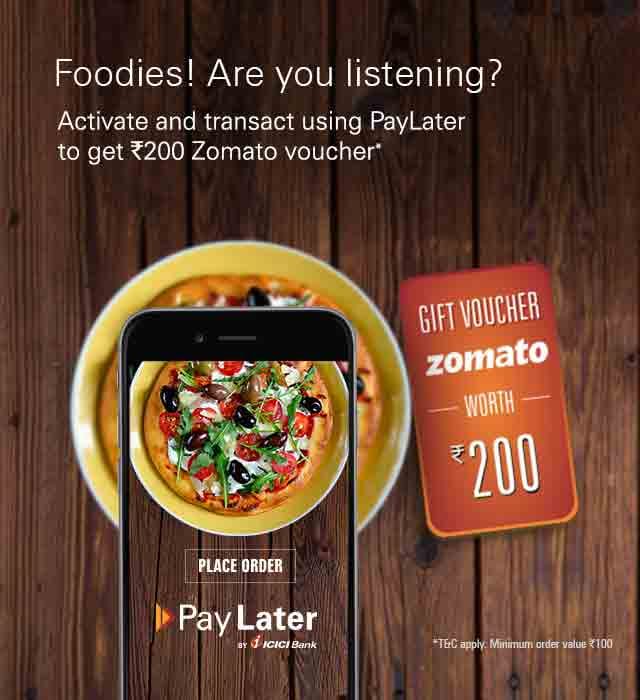 Foodies! Are you listening?
Activate and transact using PayLater
to get ₹200 Zomato voucher*
GIFT VOUCHER
zomato
WORTH
₹200
PLACE ORDER
Pay Later
BY ICICI Bank
*T&C apply. Minimum order value ₹100